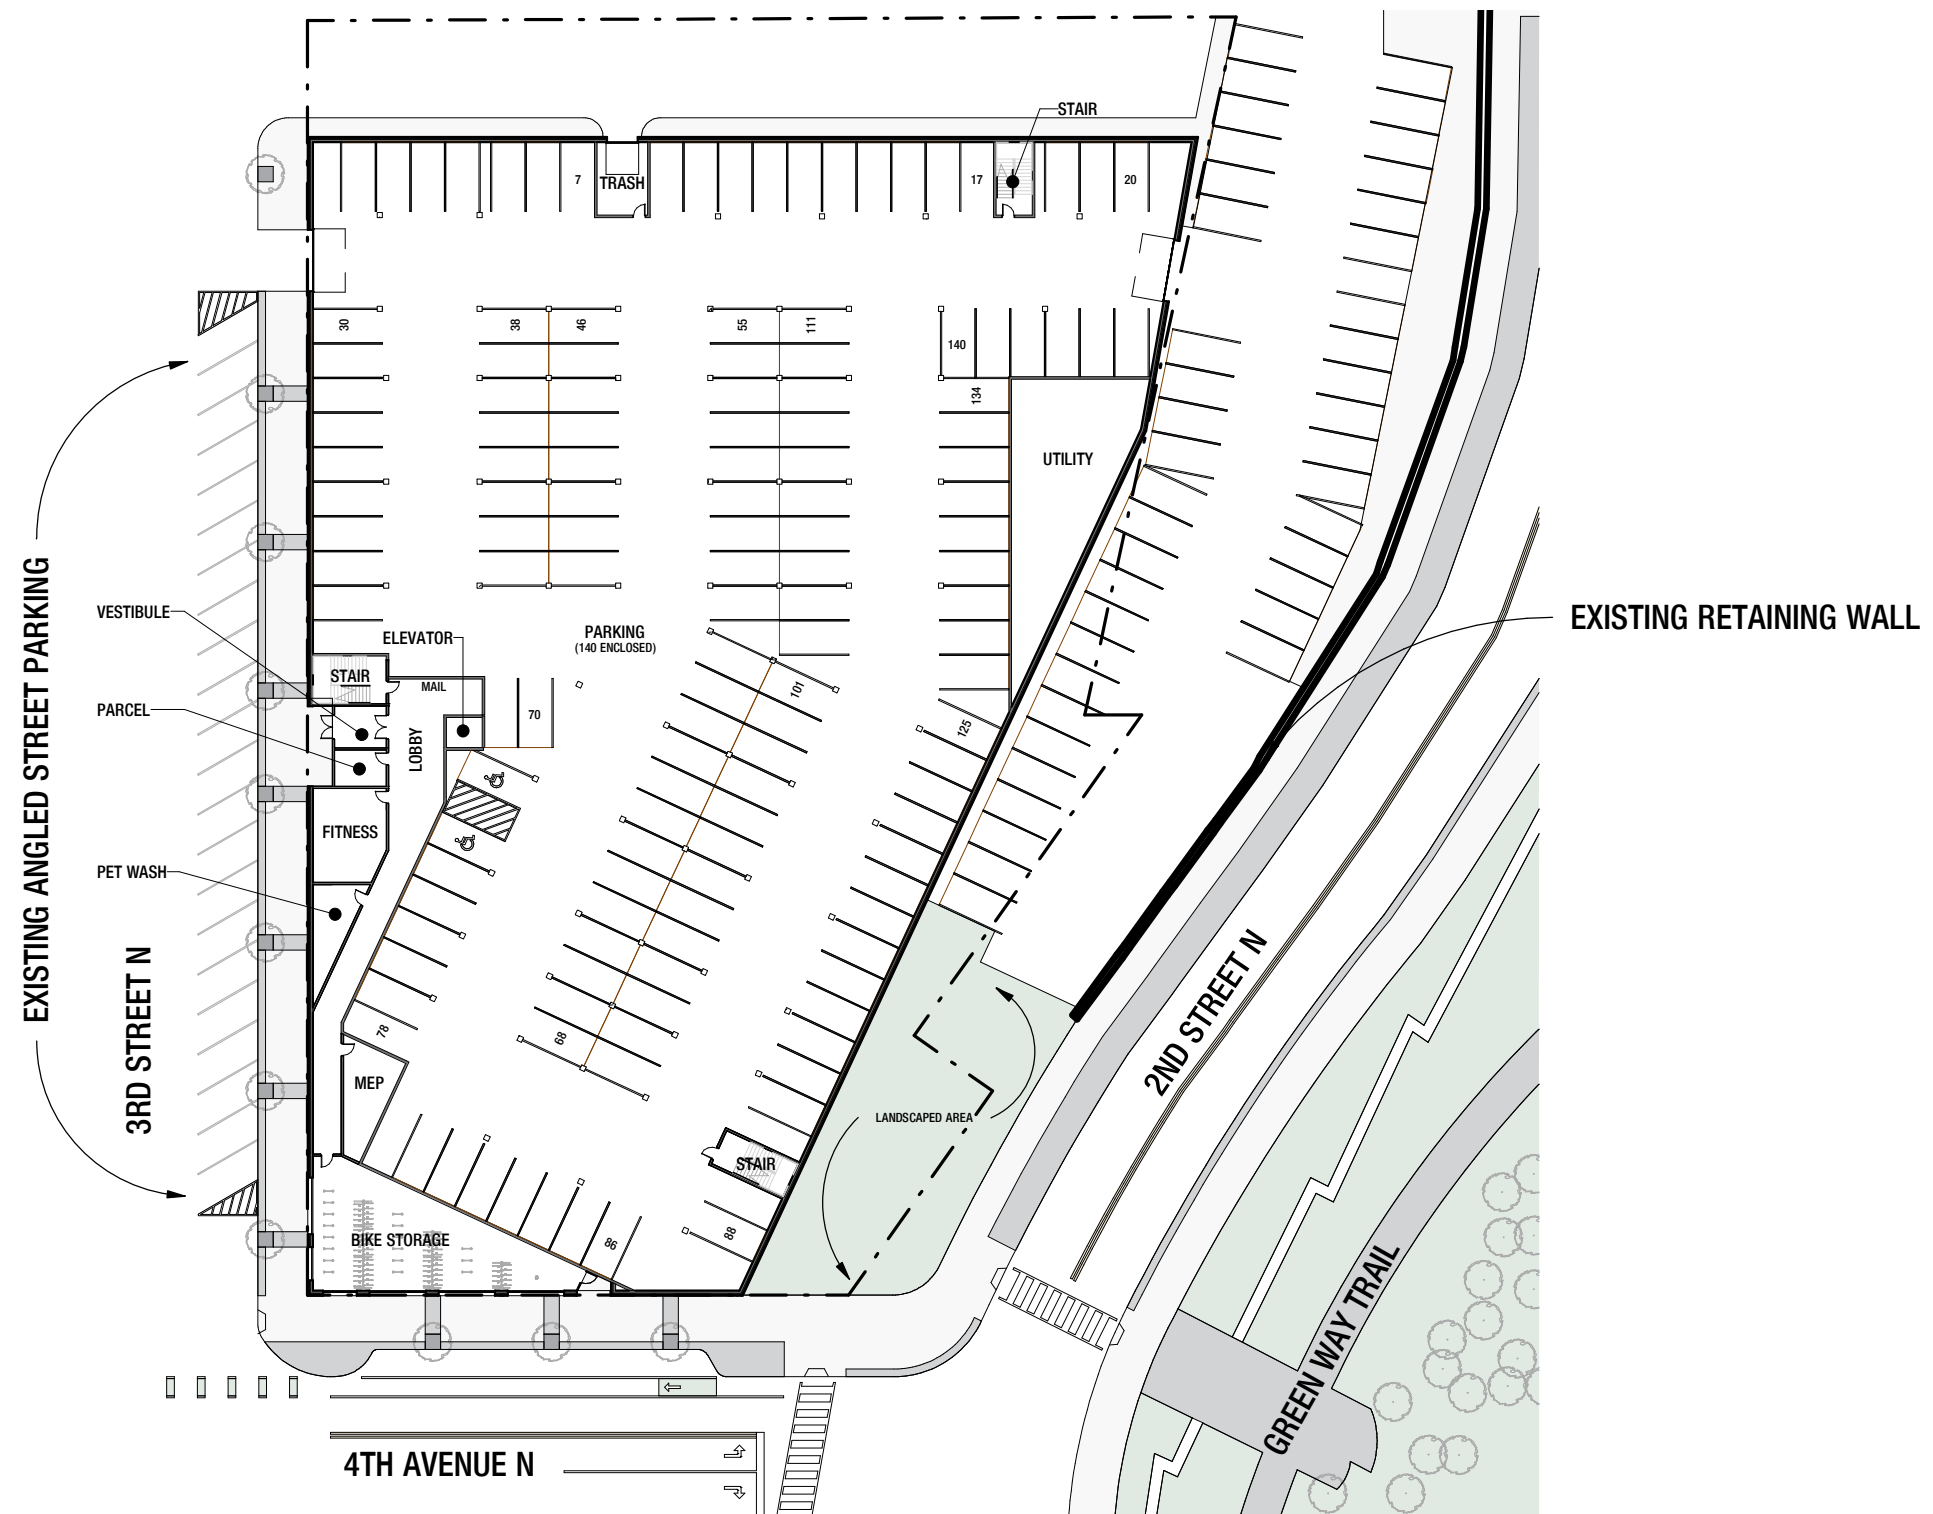 STAIR
7
TRASH
17
20
30
38
46
55
111
140
134
UTILITY
EXISTING ANGLED STREET PARKING
VESTIBULE
ELEVATOR
PARKING
(140 ENCLOSED)
EXISTING RETAINING WALL
STAIR
MAIL
101
PARCEL
70
125
LOBBY
FITNESS
PET WASH
3RD STREET N
2ND STREET N
78
68
MEP
LANDSCAPED AREA
STAIR
BIKE STORAGE
86
88
GREEN WAY TRAIL
4TH AVENUE N